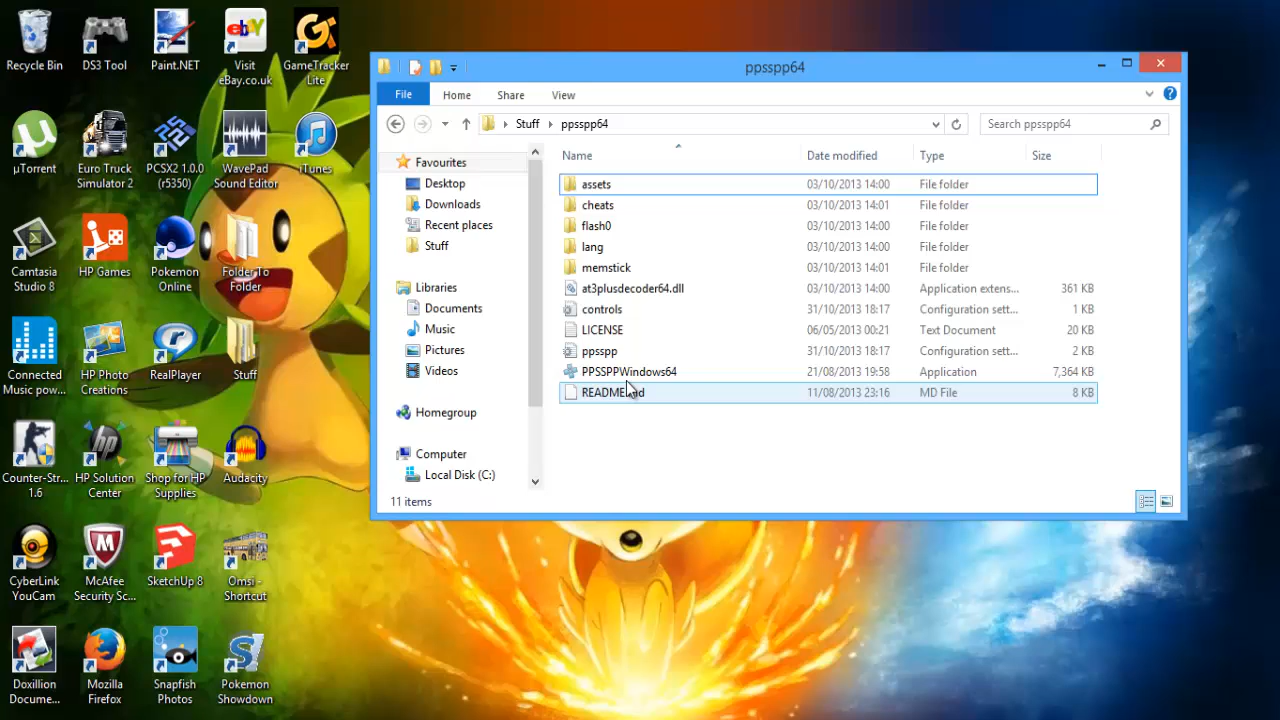 Recycle Bin
DS3 Tool
Paint.NET
Visit
eBay.co.uk
GameTracker
Lite
µTorrent
Euro Truck
Simulator 2
PCSX2 1.0.0
(r5350)
WavePad
Sound Editor
iTunes
Camtasia
Studio 8
HP Games
Pokemon
Online
Folder To
Folder
Connected
Music pow...
HP Photo
Creations
RealPlayer
Stuff
Counter-Str...
1.6
HP Solution
Center
Shop for HP
Supplies
Audacity
CyberLink
YouCam
McAfee
Security Sc...
SketchUp 8
Omsi -
Shortcut
Doxillion
Docume...
Mozilla
Firefox
Snapfish
Photos
Pokemon
Showdown
ppsspp64
File Home Share View
Stuff ppsspp64 Search ppsspp64
Favourites
Desktop
Downloads
Recent places
Stuff
Libraries
Documents
Music
Pictures
Videos
Homegroup
Computer
Local Disk (C:)
Name Date modified Type Size
assets 03/10/2013 14:00 File folder
cheats 03/10/2013 14:01 File folder
flash0 03/10/2013 14:00 File folder
lang 03/10/2013 14:00 File folder
memstick 03/10/2013 14:01 File folder
at3plusdecoder64.dll 03/10/2013 14:00 Application extens... 361 KB
controls 31/10/2013 18:17 Configuration sett... 1 KB
LICENSE 06/05/2013 00:21 Text Document 20 KB
ppsspp 31/10/2013 18:17 Configuration sett... 2 KB
PPSSPPWindows64 21/08/2013 19:58 Application 7,364 KB
README.md 11/08/2013 23:16 MD File 8 KB
11 items